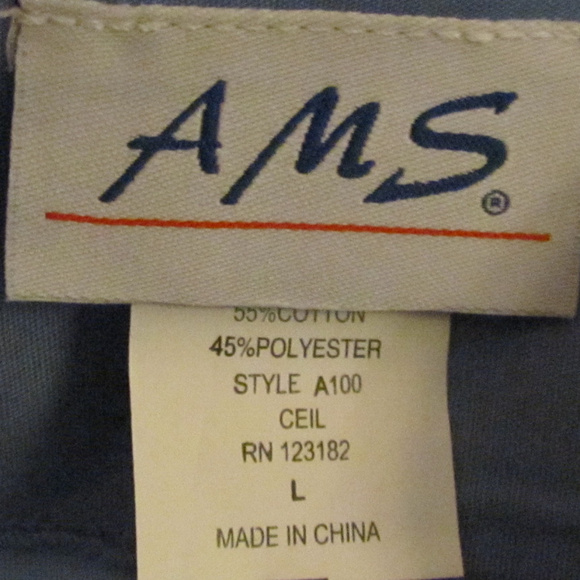 AMS®
55%COTTON
45%POLYESTER
STYLE A100
CEIL
RN 123182
L
MADE IN CHINA